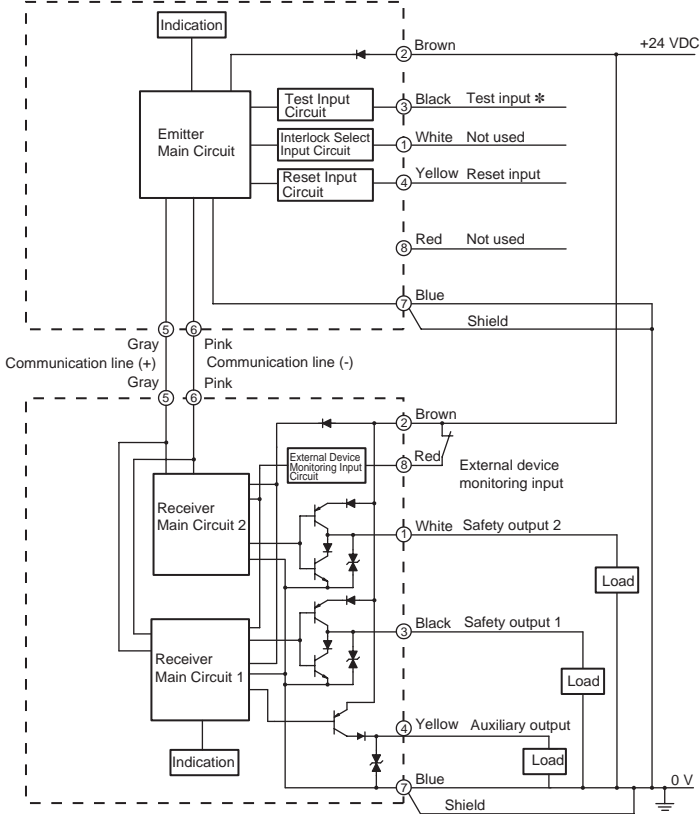 Indication
2 Brown
+24 VDC
Emitter
Main Circuit
Test Input
Circuit
3 Black Test input *
Interlock Select
Input Circuit
1 White Not used
Reset Input
Circuit
4 Yellow Reset input
8 Red Not used
7 Blue
Shield
5 6
Gray Pink
Communication line (+) Communication line (-)
Gray Pink
5 6
2 Brown
External Device
Monitoring Input
Circuit
8 Red
External device
monitoring input
Receiver
Main Circuit 2
1 White Safety output 2
Load
3 Black Safety output 1
Receiver
Main Circuit 1
Load
4 Yellow Auxiliary output
Indication
Load
7 Blue
0 V
Shield